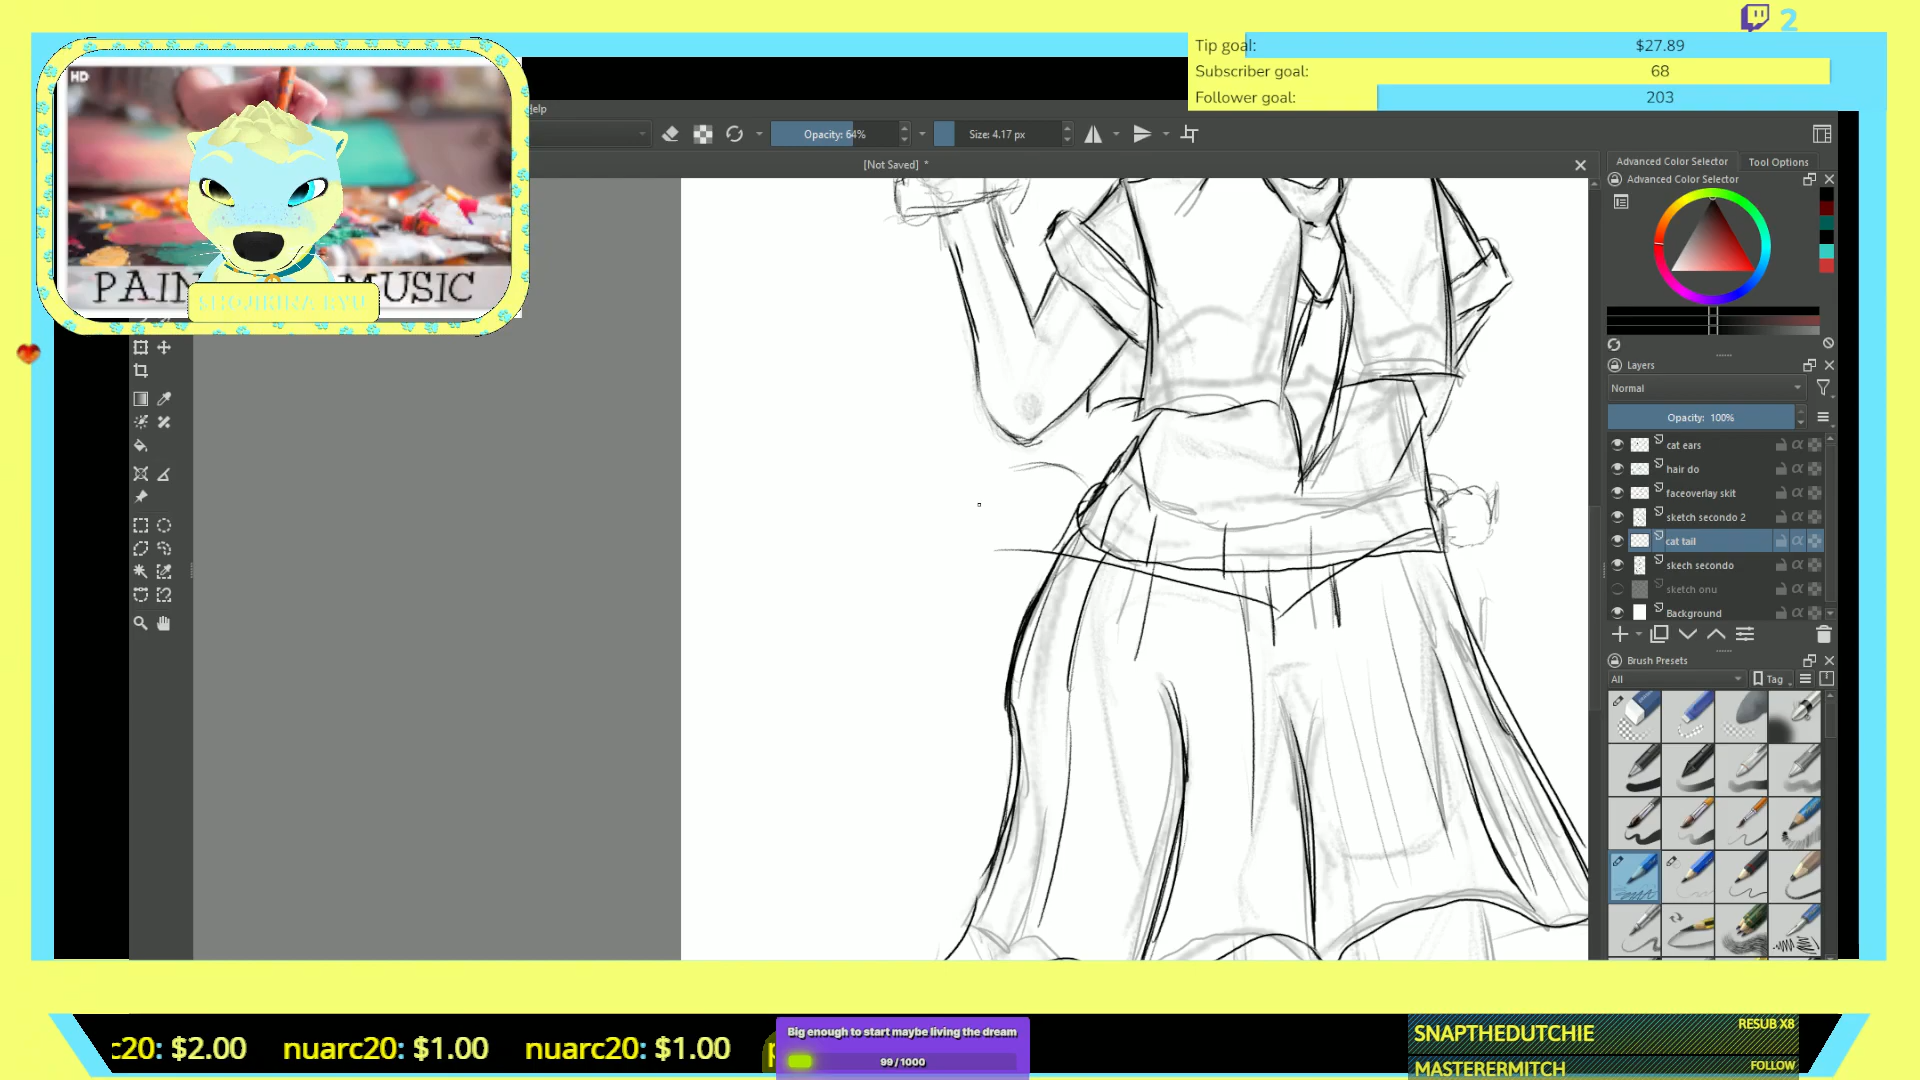 2
Tip goal: $27.89
Subscriber goal: 68
Follower goal: 203
HD
PAIN MUSIC
SHOJIKIRA RYU
elp
Opacity: 64%
Size: 4.17 px
[Not Saved] *
Advanced Color Selector
Tool Options
Advanced Color Selector
Layers
Normal
Opacity: 100%
cat ears
hair do
faceoverlay skit
sketch secondo 2
cat tail
skech secondo
sketch onu
Background
Brush Presets
All
Tag
c20: $2.00 nuarc20: $1.00 nuarc20: $1.00 p
Big enough to start maybe living the dream
99 / 1000
SNAPTHEDUTCHIE RESUB X8
MASTERERMITCH FOLLOW